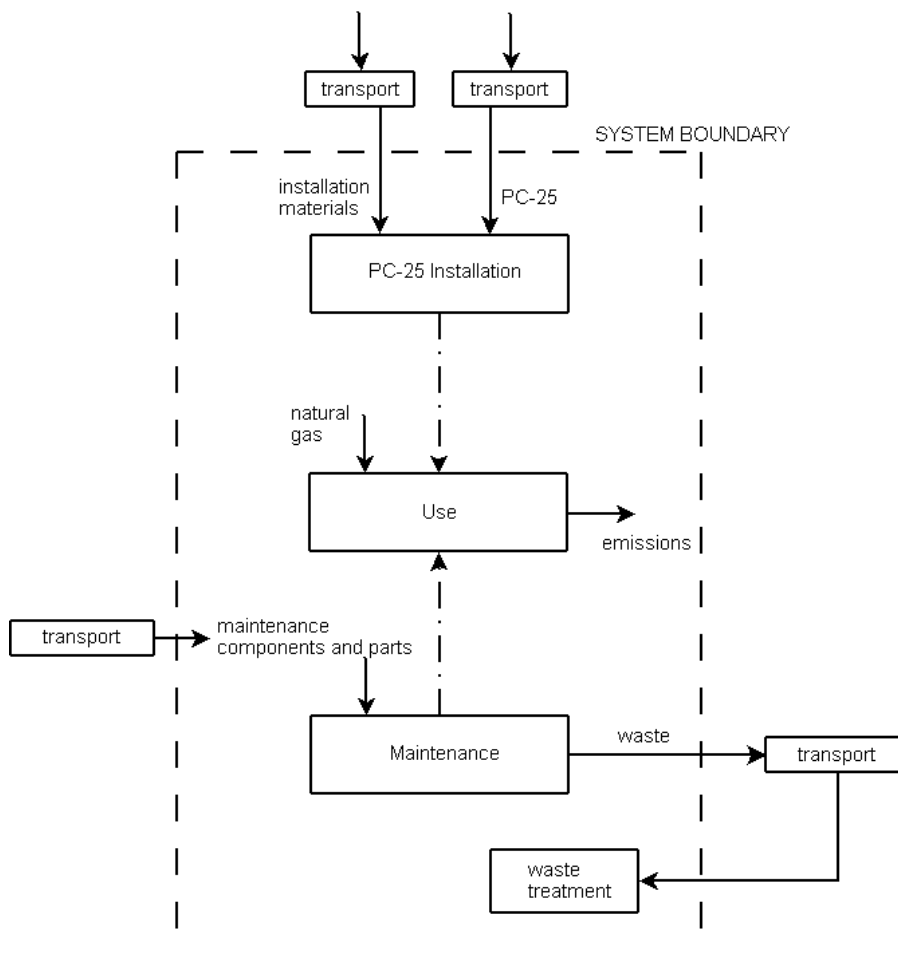 transport
transport
SYSTEM BOUNDARY
installation
materials
PC-25
PC-25 Installation
natural
gas
Use
emissions
transport
maintenance
components and parts
Maintenance
waste
transport
waste
treatment